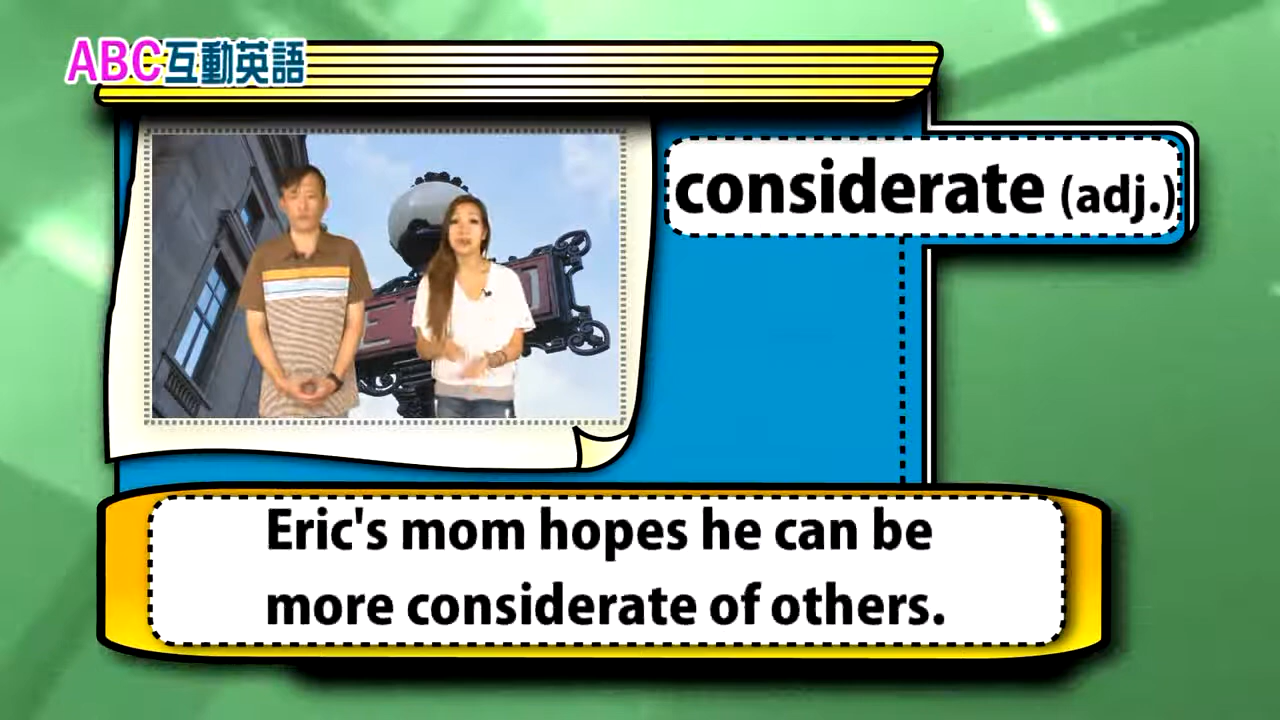 ABC互動英語
considerate (adj.)
Eric's mom hopes he can be
more considerate of others.